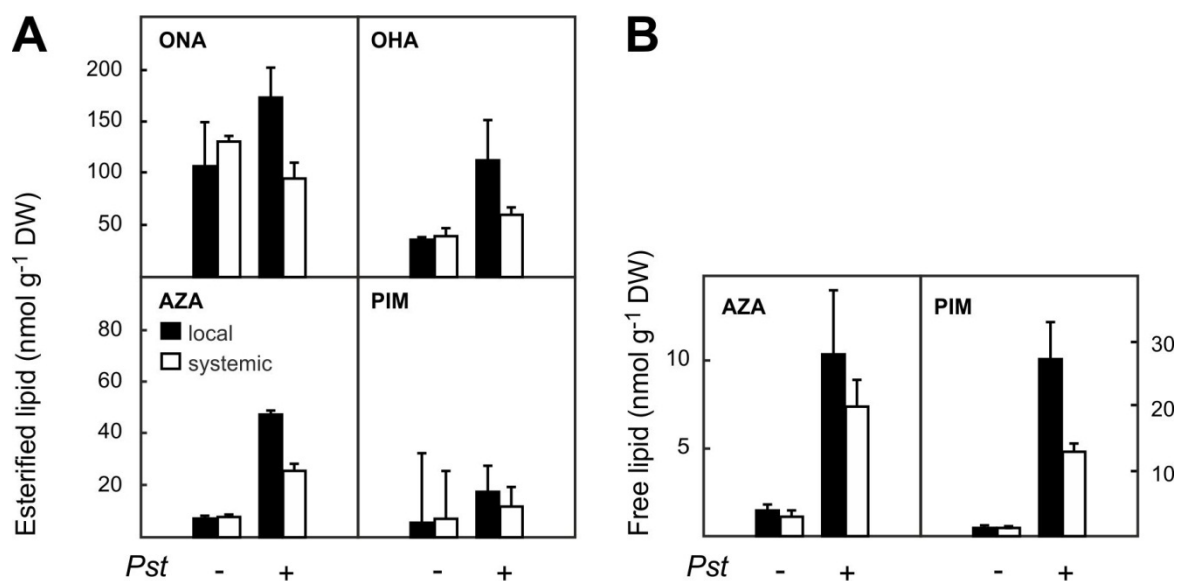 A
B
ONA
OHA
200
150
100
50
Esterified lipid (nmol g⁻¹ DW)
AZA
PIM
local
systemic
80
60
40
20
Pst - + - +
AZA
PIM
Free lipid (nmol g⁻¹ DW)
10
5
30
20
10
Pst - + - +